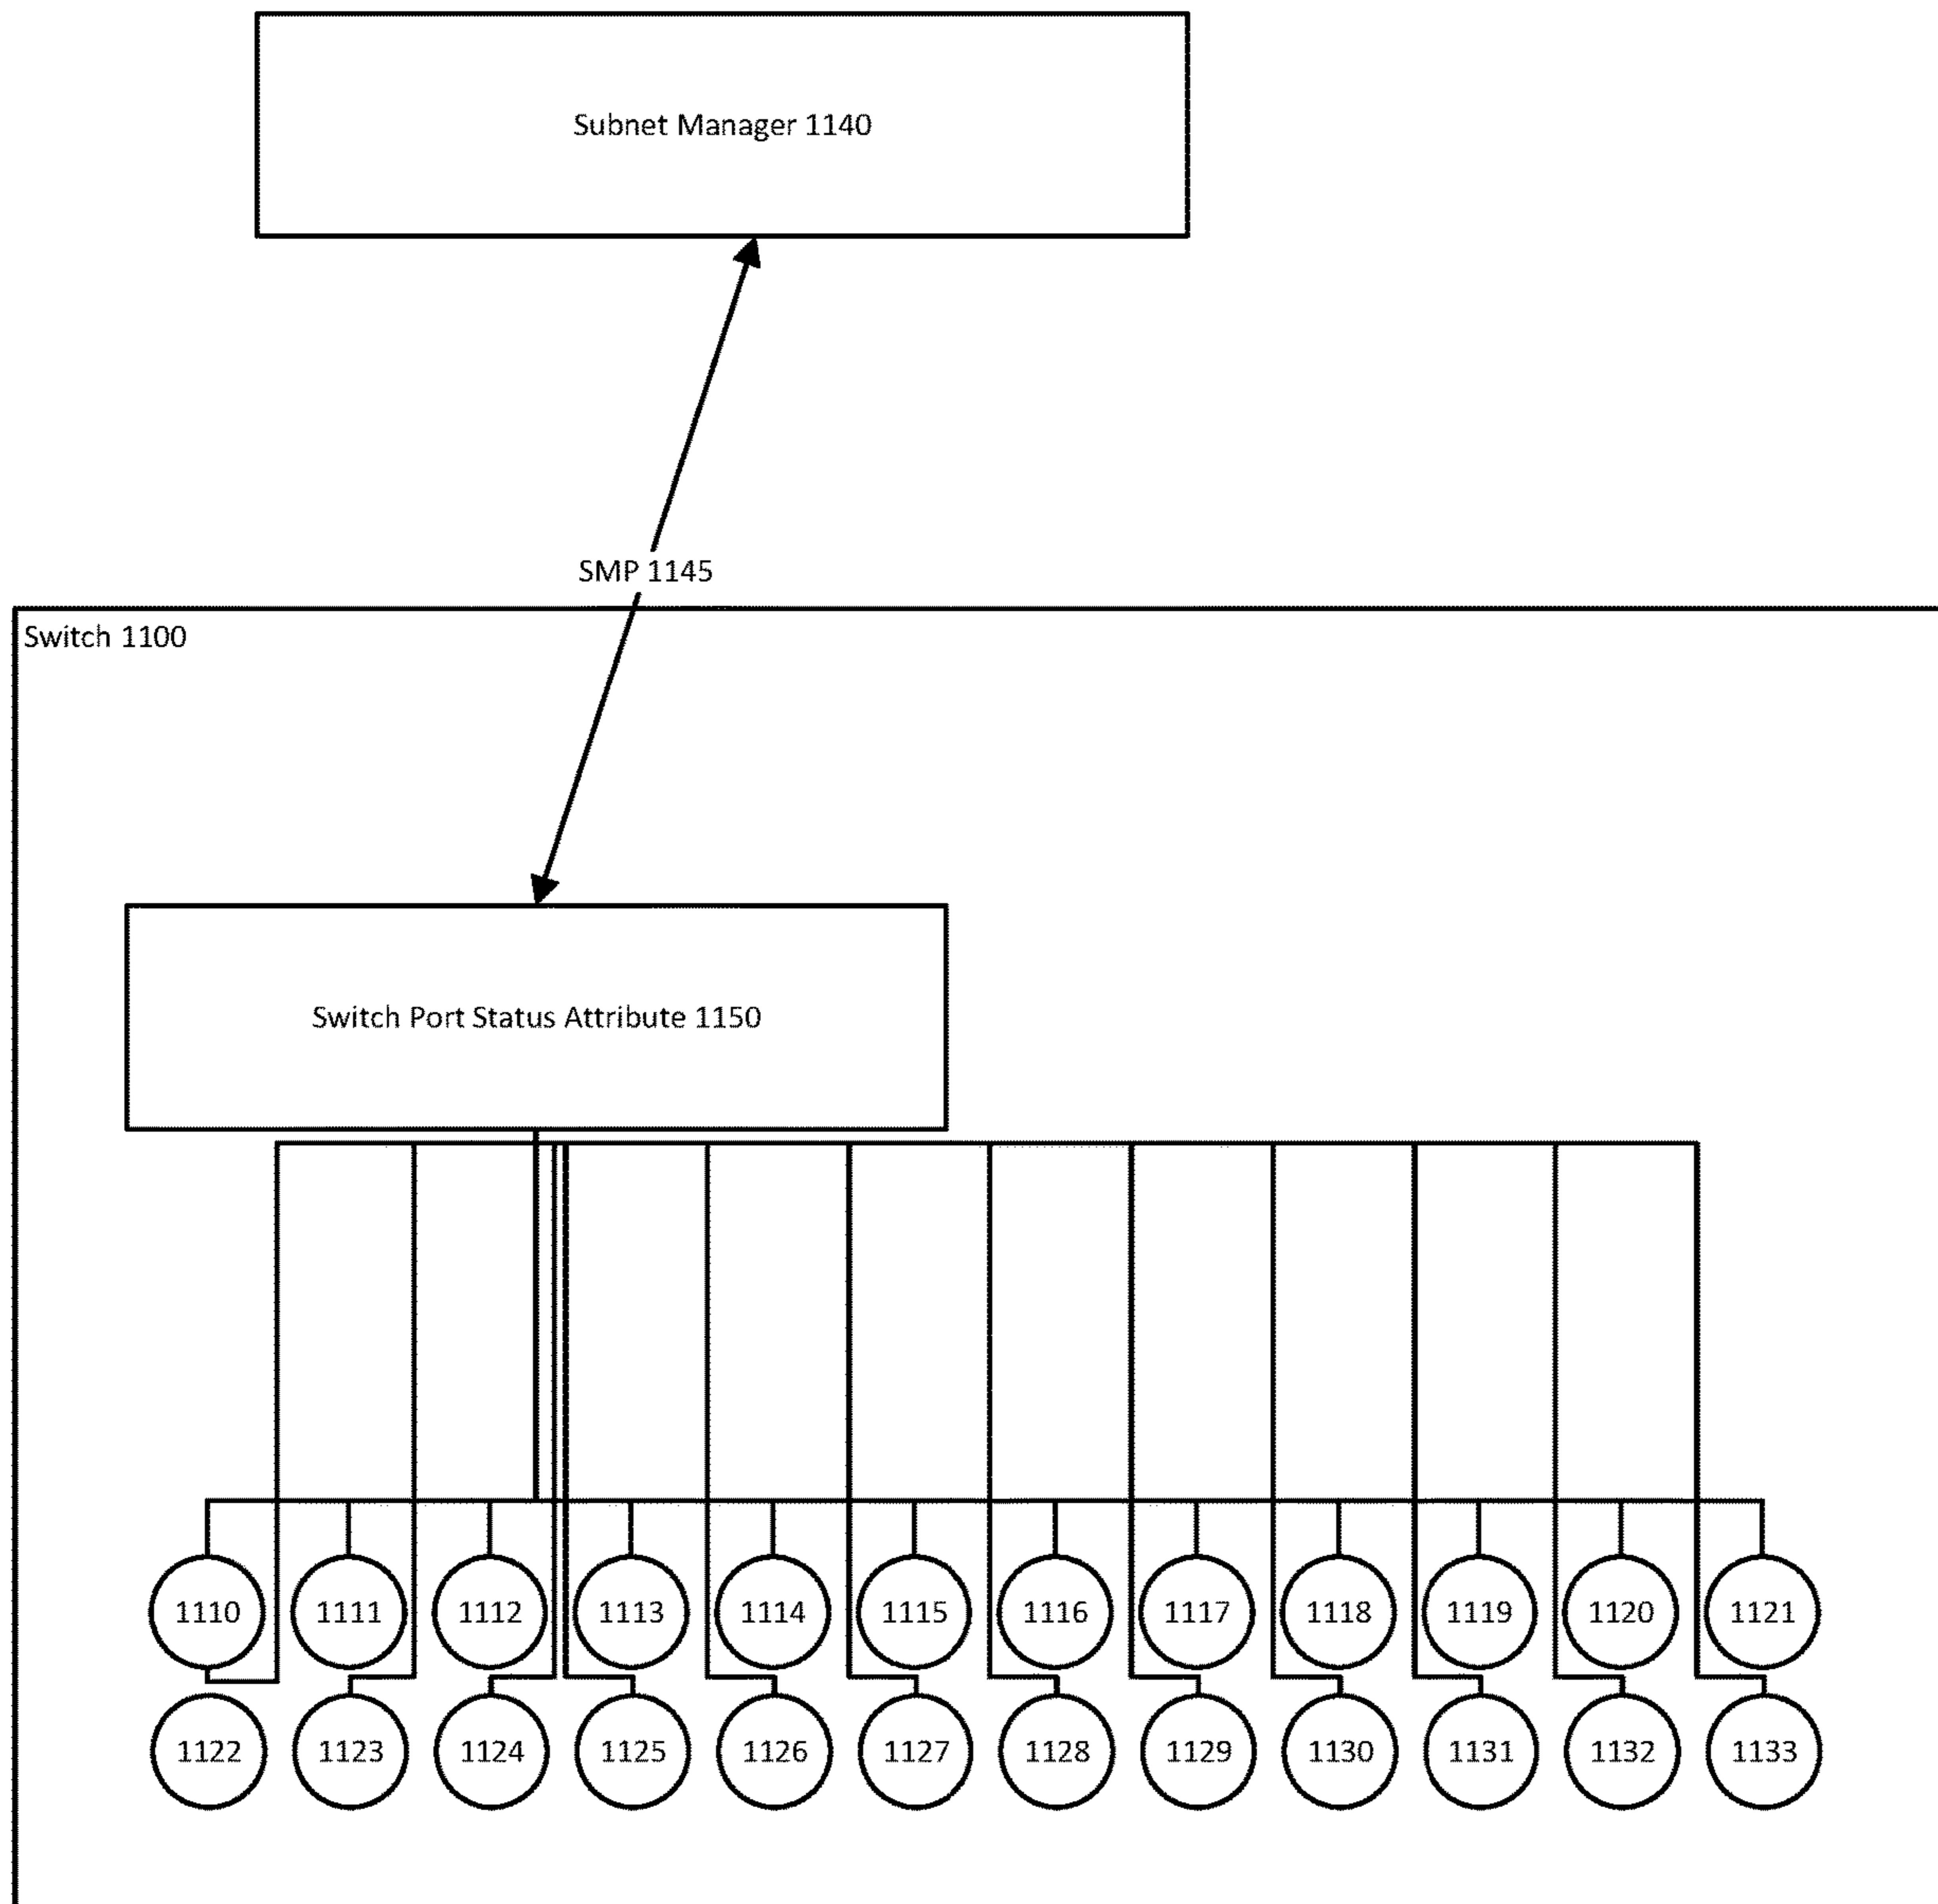 Subnet Manager 1140
SMP 1145
Switch 1100
Switch Port Status Attribute 1150
1110 1111 1112 1113 1114 1115 1116 1117 1118 1119 1120 1121
1122 1123 1124 1125 1126 1127 1128 1129 1130 1131 1132 1133